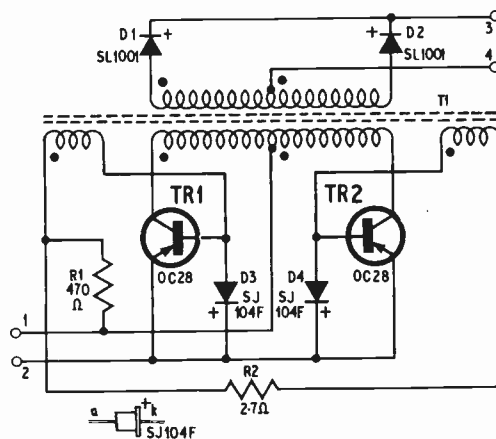 D1 +
SL1001
D2
+
SL1001
3
4
T1
TR1
TR2
OC28
OC28
R1
470
Ω
D3
SJ
104F
+
D4
SJ
104F
+
1
2
R2
2·7Ω
a
+k
SJ104F